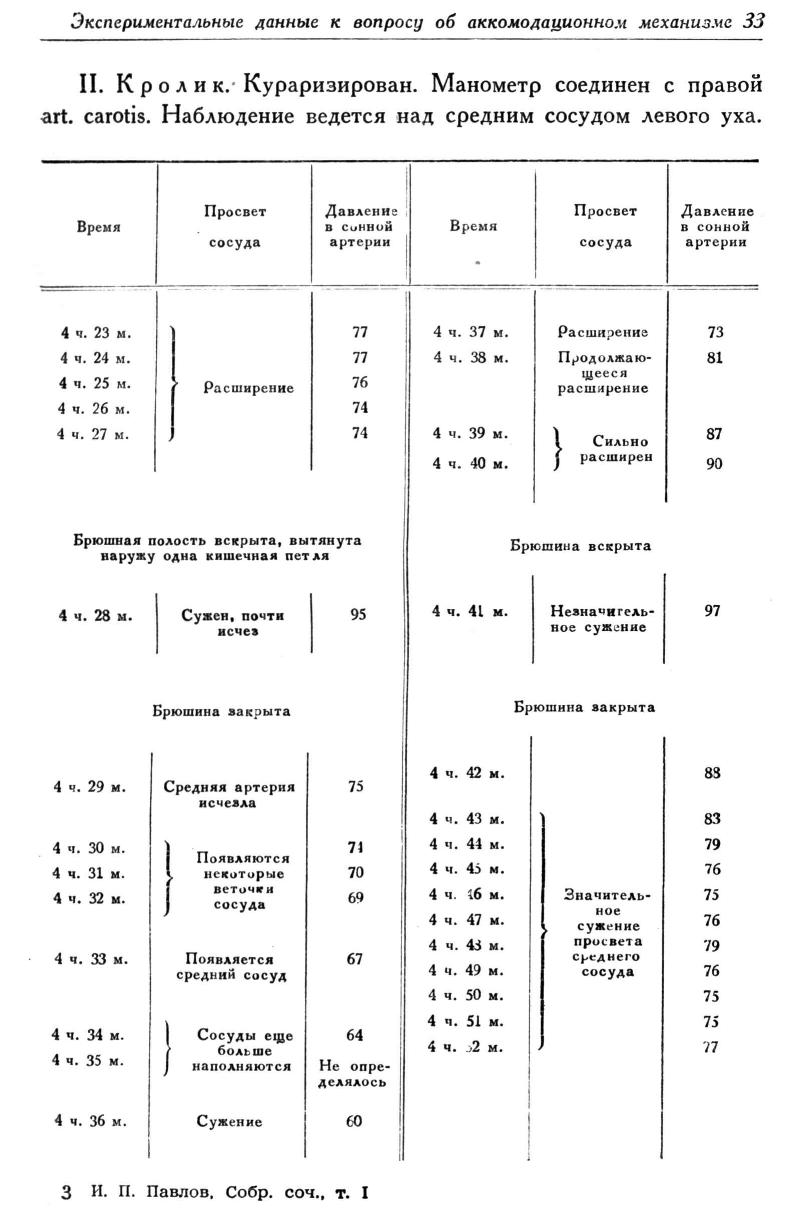 Экспериментальные данные к вопросу об аккомодационном механизме 33
II. Кролик. Кураризирован. Манометр соединен с правой
art. carotis. Наблюдение ведется над средним сосудом левого уха.
Время Просвет сосуда Давление в сонной артерии
4 ч. 23 м. 77
4 ч. 24 м. 77
4 ч. 25 м. Расширение 76
4 ч. 26 м. 74
4 ч. 27 м. 74
Брюшная полость вскрыта, вытянута
наружу одна кишечная петля
4 ч. 28 м. Сужен, почти 95
исчез
Брюшина закрыта
4 ч. 29 м. Средняя артерия 75
исчезла
4 ч. 30 м. Появляются 71
4 ч. 31 м. некоторые 70
4 ч. 32 м. веточки 69
сосуда
4 ч. 33 м. Появляется 67
средний сосуд
4 ч. 34 м. Сосуды еще 64
больше
4 ч. 35 м. наполняются Не опре-
делялось
4 ч. 36 м. Сужение 60
Время Просвет сосуда Давление в сонной артерии
4 ч. 37 м. Расширение 73
4 ч. 38 м. Продолжаю- 81
щееся
расширение
4 ч. 39 м. Сильно 87
4 ч. 40 м. расширен 90
Брюшина вскрыта
4 ч. 41 м. Незначитель- 97
ное сужение
Брюшина закрыта
4 ч. 42 м. 88
4 ч. 43 м. 83
4 ч. 44 м. 79
4 ч. 45 м. 76
4 ч. 46 м. Значитель- 75
ное
4 ч. 47 м. сужение 76
4 ч. 48 м. просвета 79
среднего
4 ч. 49 м. сосуда 76
4 ч. 50 м. 75
4 ч. 51 м. 75
4 ч. 52 м. 77
3 И. П. Павлов, Собр. соч., т. I